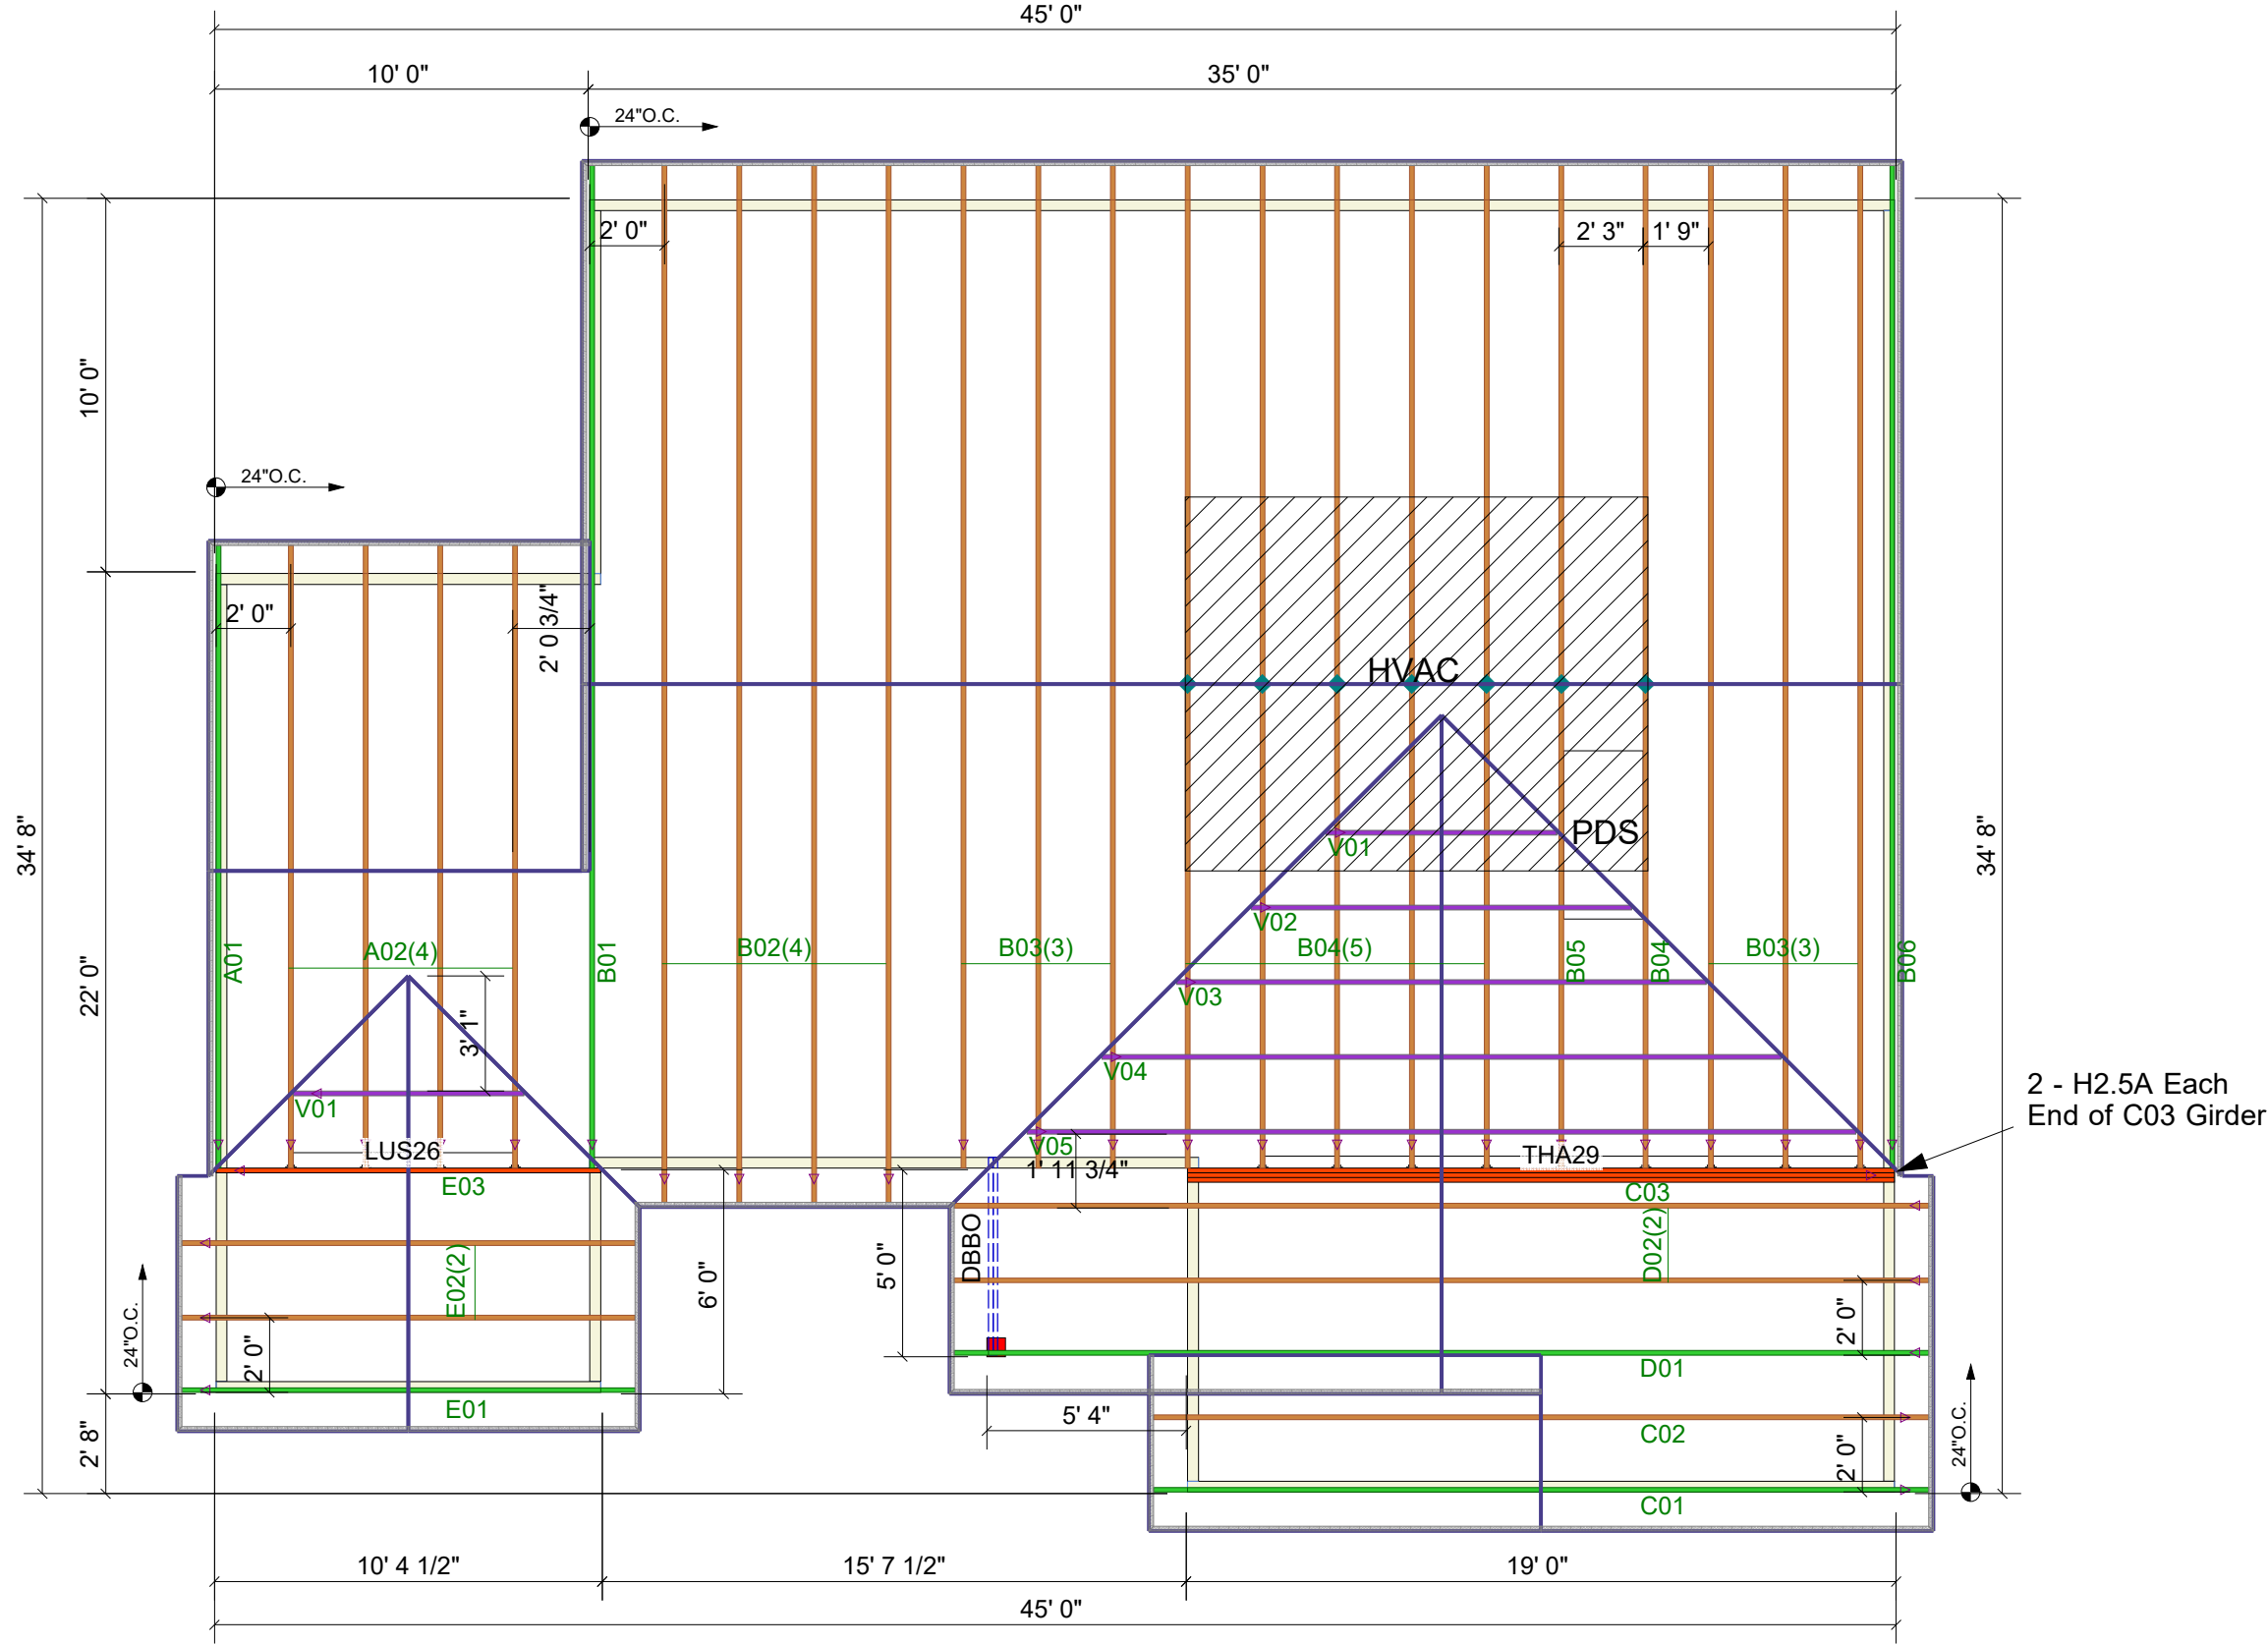 45' 0"
10' 0"
35' 0"
24"O.C.
2' 0"
2' 3"
1' 9"
10' 0"
24"O.C.
2' 0"
2' 0 3/4"
HVAC
34' 8"
34' 8"
PDS
V01
V02
A01
A02(4)
B01
B02(4)
B03(3)
B04(5)
B05
B04
B03(3)
B06
22' 0"
V03
3' 1"
V04
V01
2 - H2.5A Each
End of C03 Girder
LUS26
V05
THA29
1' 11 3/4"
E03
C03
DBBO
D02(2)
E02(2)
6' 0"
5' 0"
24"O.C.
2' 0"
2' 0"
D01
E01
5' 4"
C02
2' 8"
2' 0"
24"O.C.
C01
10' 4 1/2"
15' 7 1/2"
19' 0"
45' 0"